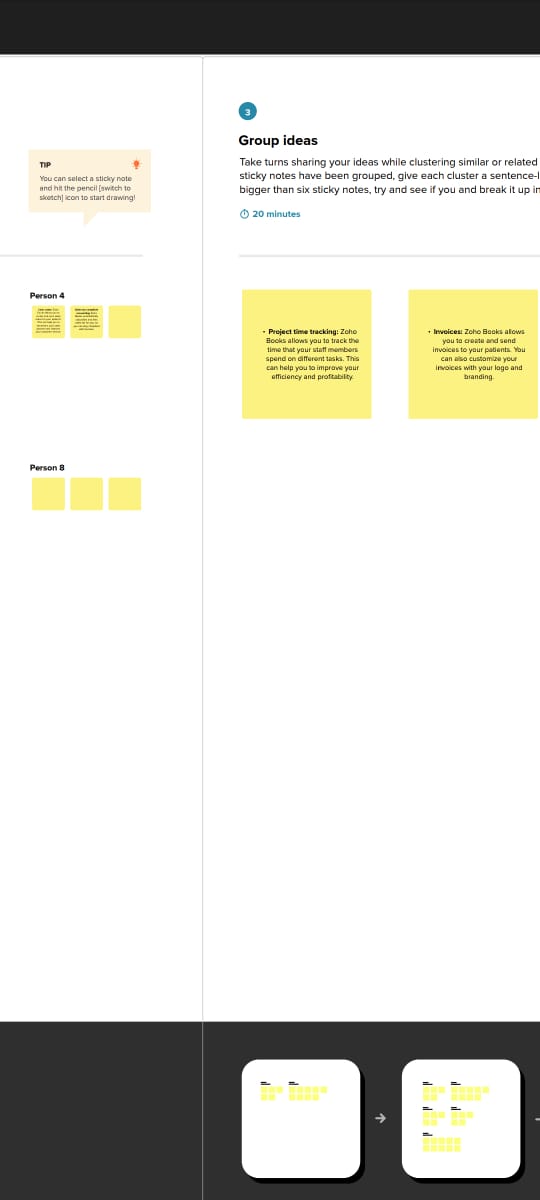 TIP
You can select a sticky note
and hit the pencil [switch to
sketch] icon to start drawing!
Person 4
Person 8
3
Group ideas
Take turns sharing your ideas while clustering similar or related
sticky notes have been grouped, give each cluster a sentence-
bigger than six sticky notes, try and see if you and break it up in
20 minutes
• Project time tracking: Zoho
Books allows you to track the
time that your staff members
spend on different tasks. This
can help you to improve your
efficiency and profitability.
• Invoices: Zoho Books allows
you to create and send
invoices to your patients. You
can also customize your
invoices with your logo and
branding.